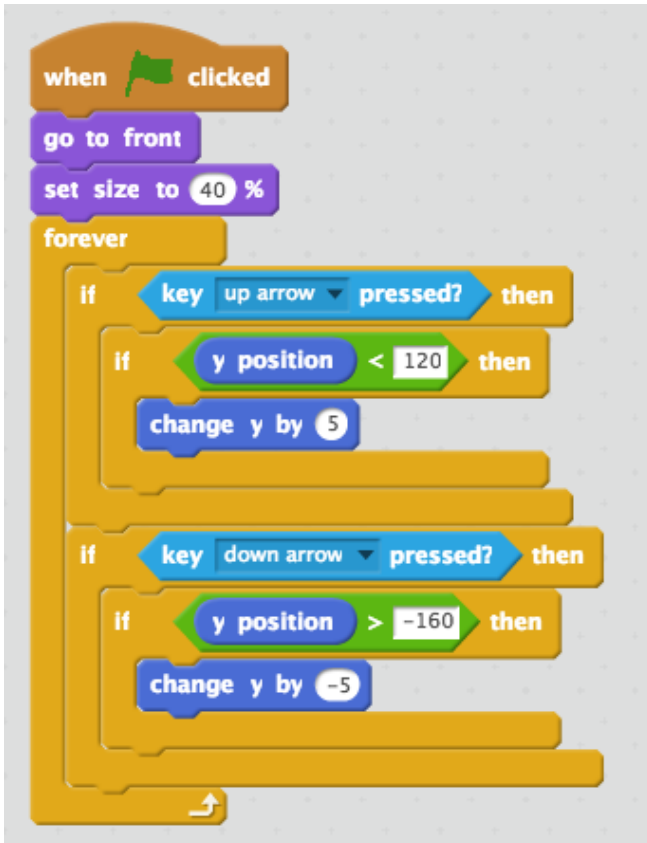 when clicked
go to front
set size to 40 %
forever
if key up arrow pressed? then
if y position < 120 then
change y by 5
if key down arrow pressed? then
if y position > -160 then
change y by -5